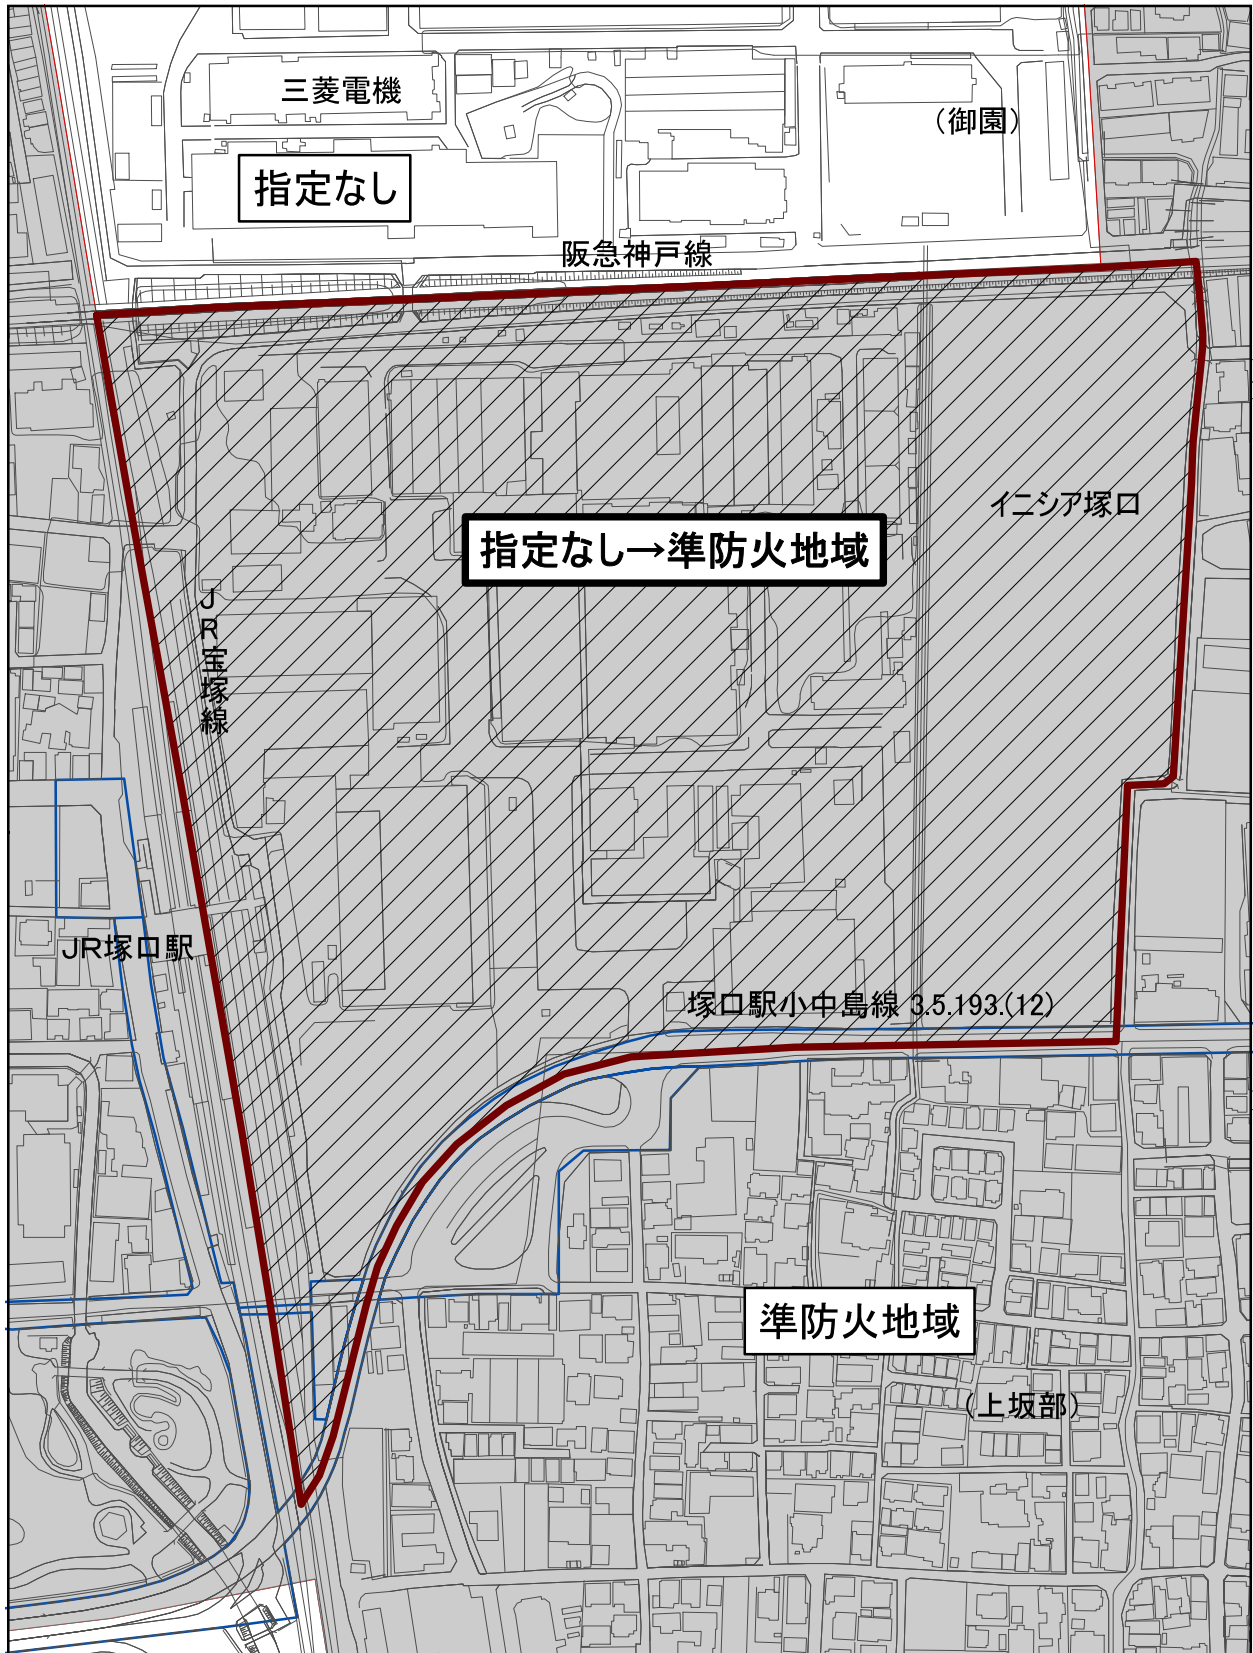 三菱電機
(御園)
指定なし
阪急神戸線
イニシア塚口
指定なし→準防火地域
JR宝塚線
JR塚口駅
塚口駅小中島線 3.5.193.(12)
準防火地域
(上坂部)